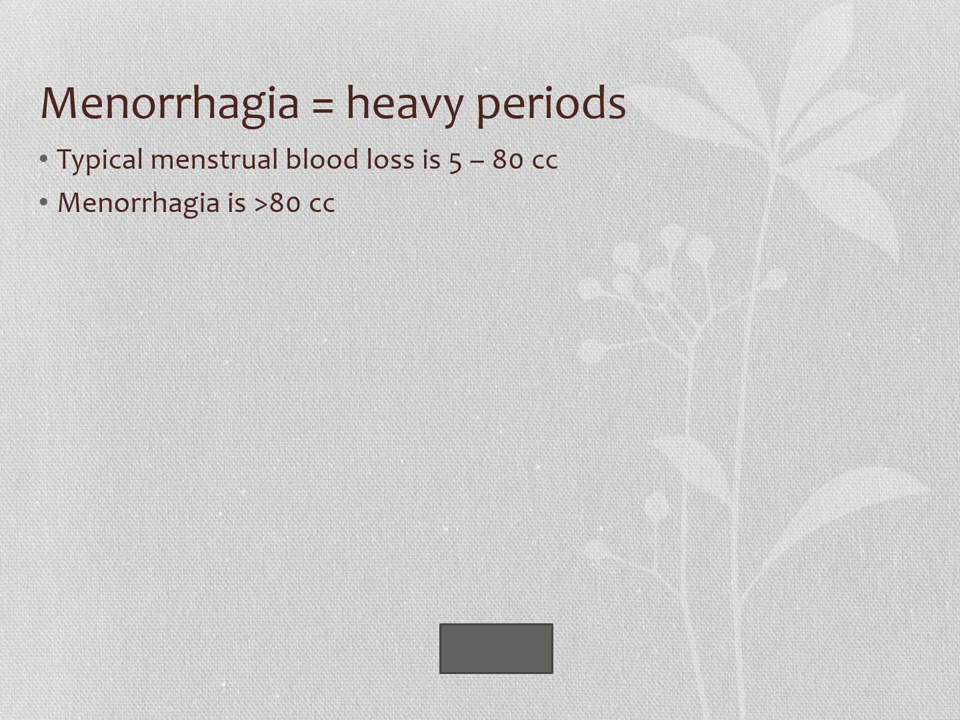 Menorrhagia = heavy periods
• Typical menstrual blood loss is 5 – 80 cc
• Menorrhagia is >80 cc